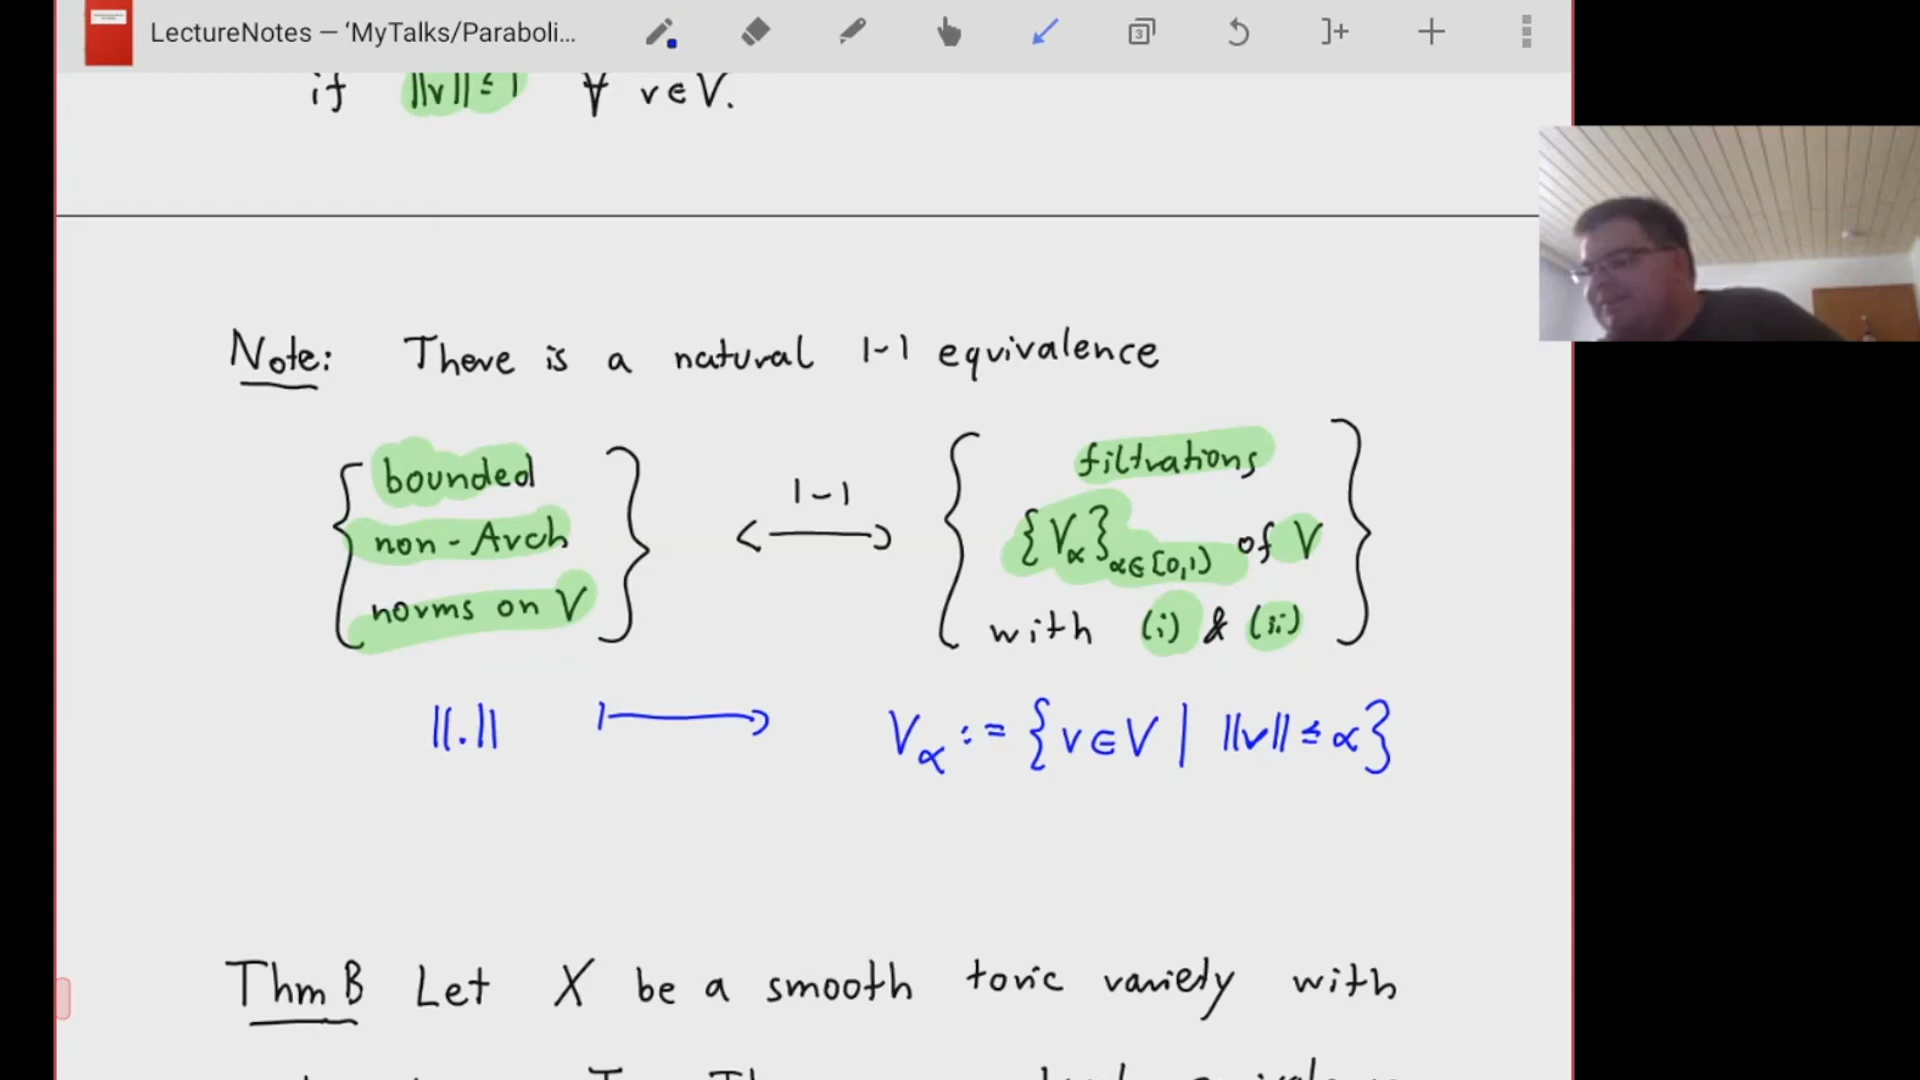 LectureNotes – ‘MyTalks/Paraboli...
3
if ||v|| ≤ 1 ∀ v∈V.
Note: There is a natural 1-1 equivalence
{ bounded non-Arch norms on V } <—1-1—> { filtrations {V_α}_{α∈[0,1)} of V with (i) & (ii) }
||.|| ↦ V_α := {v∈V | ||v|| ≤ α}
Thm B Let X be a smooth toric variety with